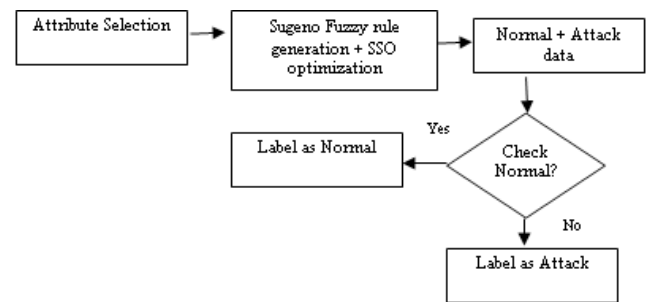 Attribute Selection
Sugeno Fuzzy rule
generation + SSO
optimization
Normal + Attack
data
Yes
Label as Normal
Check
Normal?
No
Label as Attack